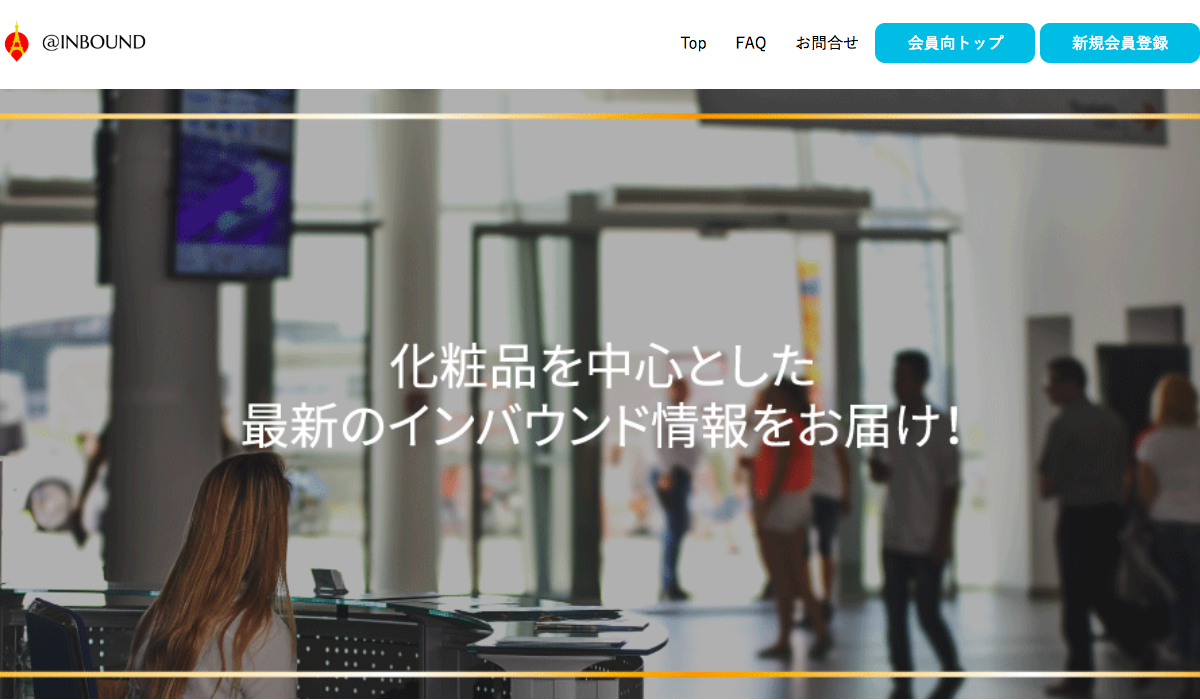 @INBOUND
Top
FAQ
お問合せ
会員向トップ
新規会員登録
化粧品を中心とした
最新のインバウンド情報をお届け!